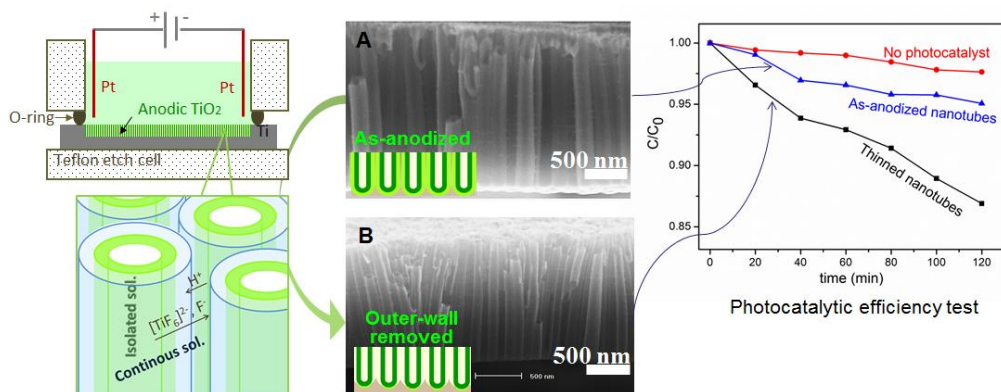 + -
Pt
Pt
O-ring
Anodic TiO2
Ti
Teflon etch cell
Isolated sol.
H+
[TiF6]2-, F-
Continous sol.
A
As-anodized
500 nm
B
Outer-wall
removed
500 nm
500 nm
1.00
0.95
0.90
0.85
C/C0
No photocatalyst
As-anodized nanotubes
Thinned nanotubes
0 20 40 60 80 100 120
time (min)
Photocatalytic efficiency test